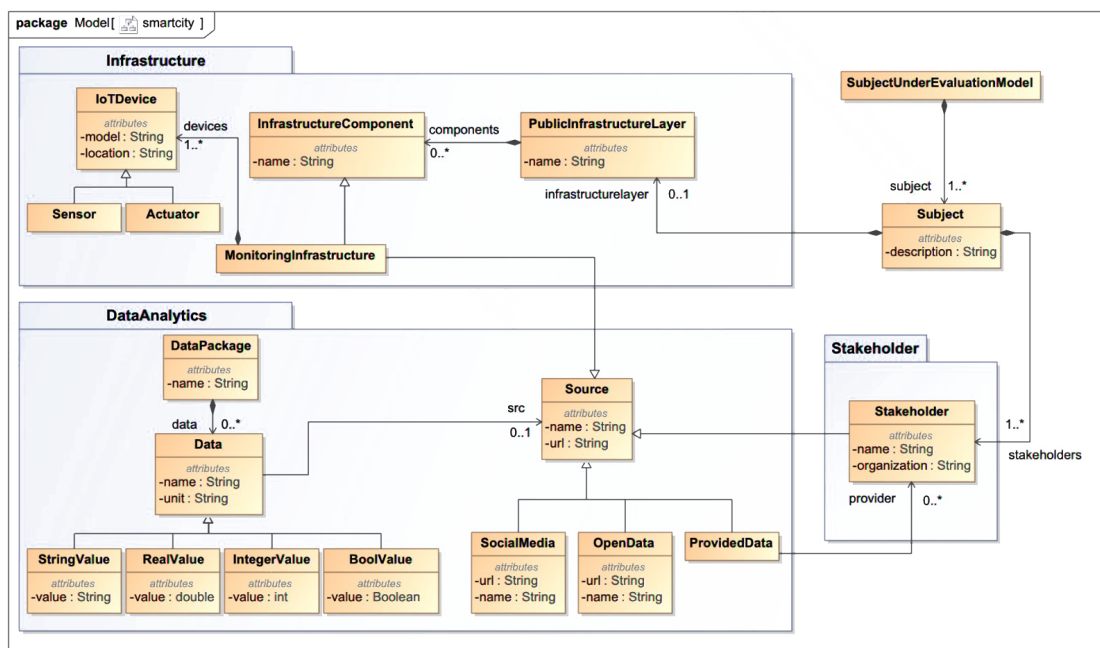 package Model[ smartcity ]
Infrastructure
IoTDevice
attributes
-model : String
-location : String
devices
1..*
Sensor
Actuator
InfrastructureComponent
attributes
-name : String
components
0..*
PublicInfrastructureLayer
attributes
-name : String
infrastructurelayer
0..1
MonitoringInfrastructure
SubjectUnderEvaluationModel
subject
1..*
Subject
attributes
-description : String
DataAnalytics
DataPackage
attributes
-name : String
data
0..*
Data
attributes
-name : String
-unit : String
src
0..1
Source
attributes
-name : String
-url : String
StringValue
attributes
-value : String
RealValue
attributes
-value : double
IntegerValue
attributes
-value : int
BoolValue
attributes
-value : Boolean
SocialMedia
attributes
-url : String
-name : String
OpenData
attributes
-url : String
-name : String
ProvidedData
Stakeholder
Stakeholder
attributes
-name : String
-organization : String
1..*
stakeholders
provider
0..*